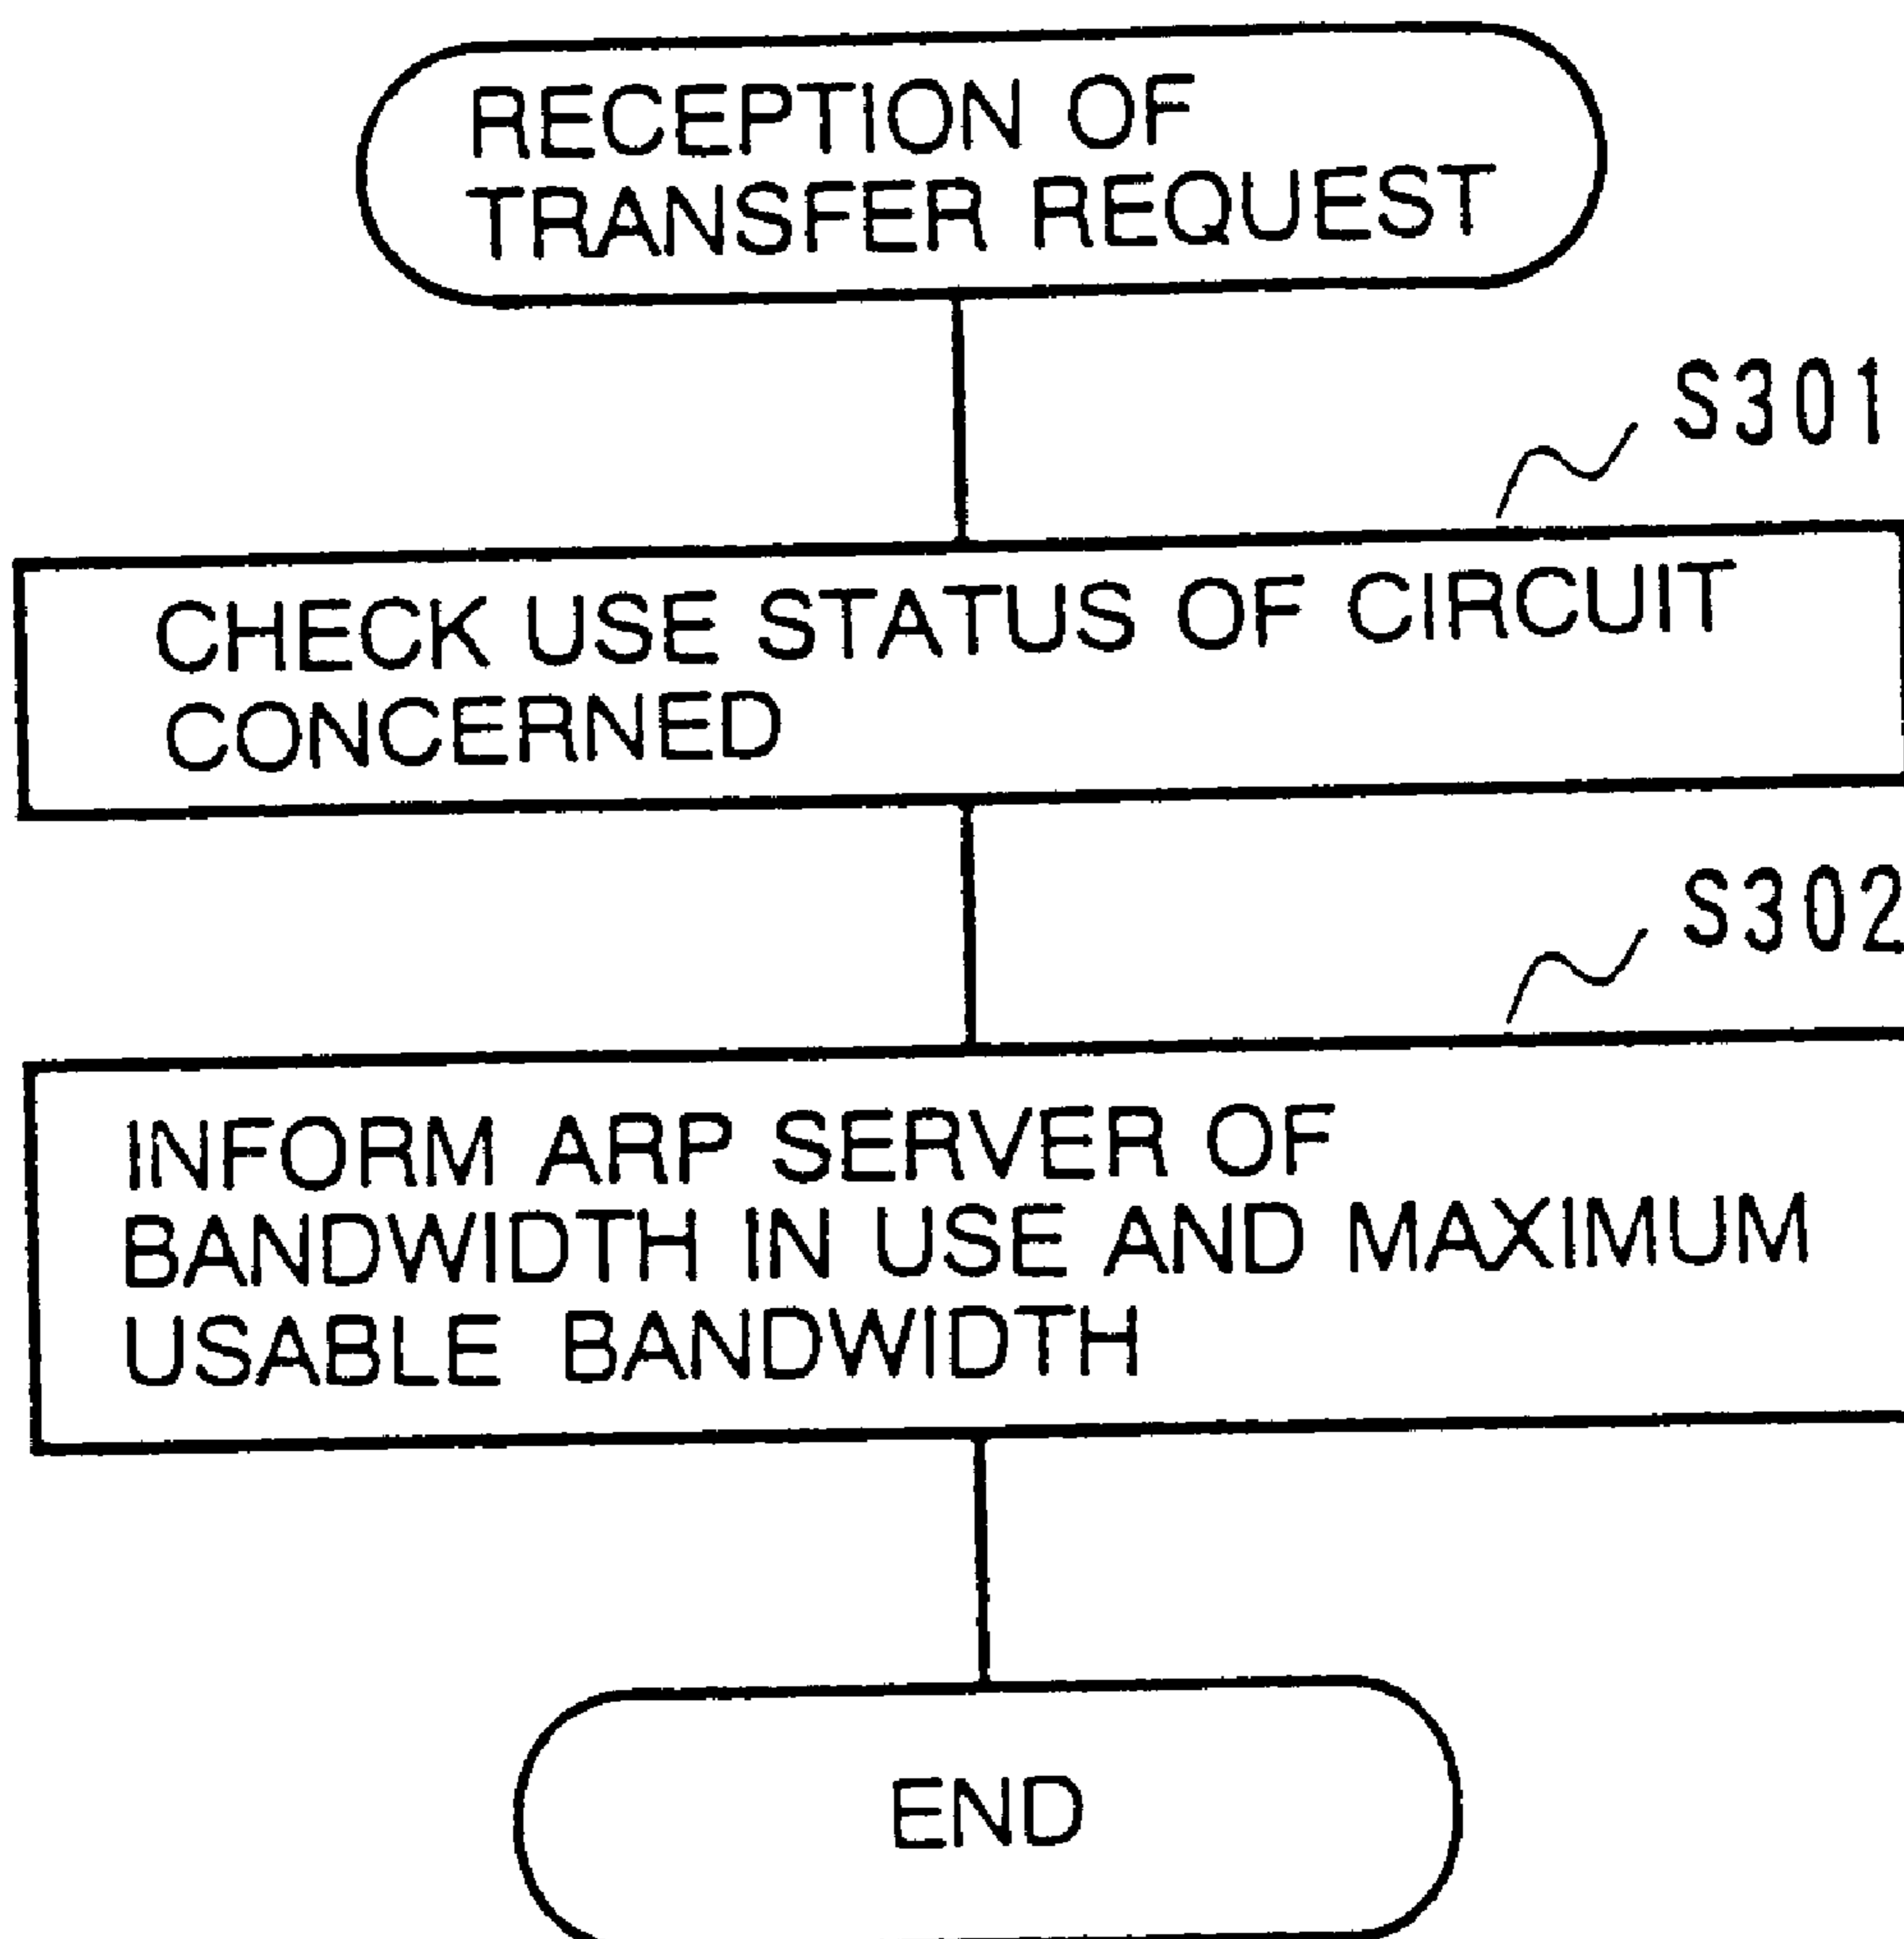 RECEPTION OF
TRANSFER REQUEST
S301
CHECK USE STATUS OF CIRCUIT
CONCERNED
S302
INFORM ARP SERVER OF
BANDWIDTH IN USE AND MAXIMUM
USABLE BANDWIDTH
END